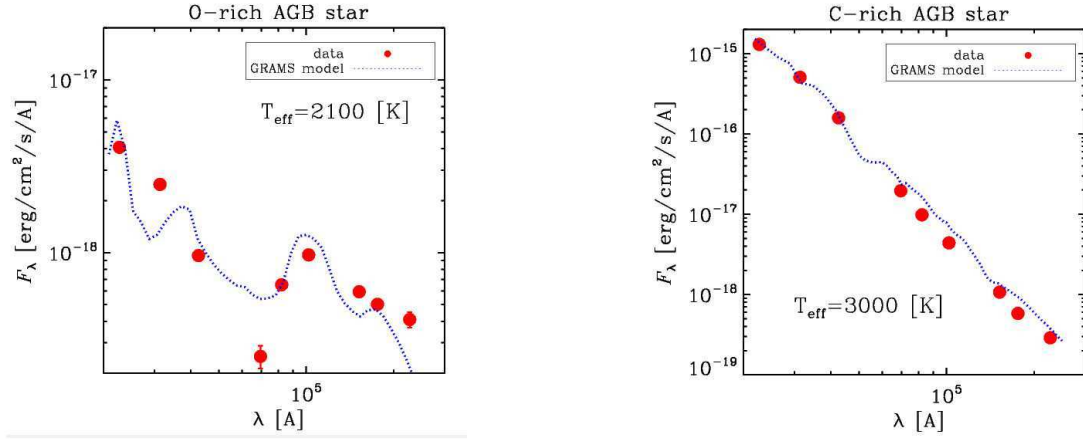 O-rich AGB star
data
GRAMS model
T_eff=2100 [K]
10^-17
10^-18
F_λ [erg/cm²/s/A]
10^5
λ [A]
C-rich AGB star
data
GRAMS model
T_eff=3000 [K]
10^-15
10^-16
10^-17
10^-18
10^-19
F_λ [erg/cm²/s/A]
10^5
λ [A]